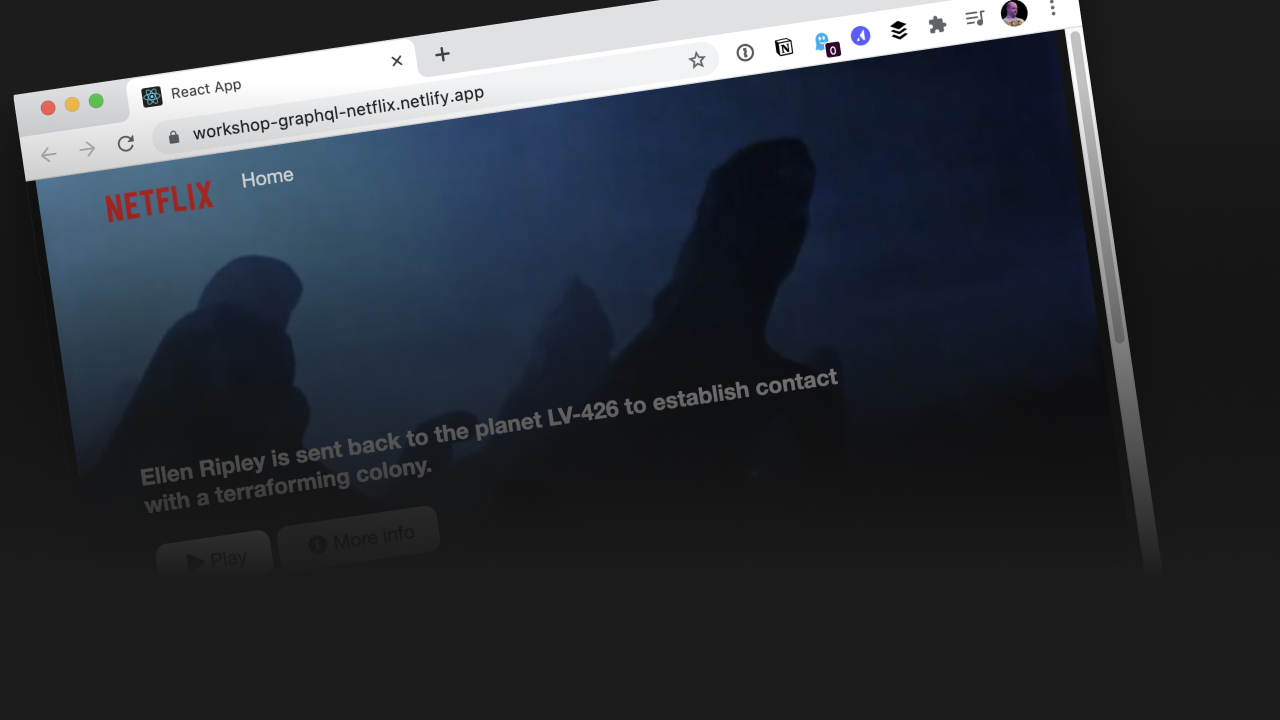 React App
workshop-graphql-netflix.netlify.app
N
0
NETFLIX
Home
Ellen Ripley is sent back to the planet LV-426 to establish contact
with a terraforming colony.
Play
More info